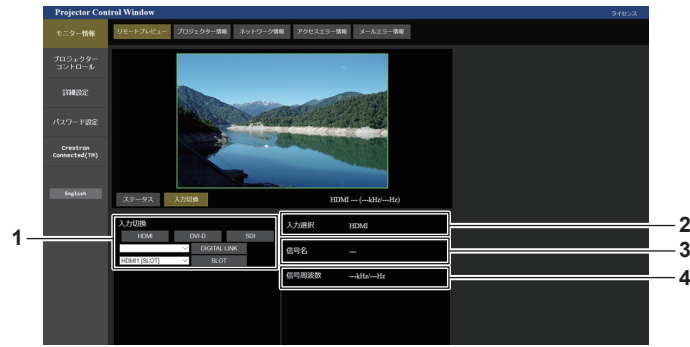 Projector Control Window
ライセンス
モニター情報
リモートプレビュー
プロジェクター情報
ネットワーク情報
アクセスエラー情報
メールエラー情報
プロジェクター
コントロール
詳細設定
パスワード設定
Crestron
Connected(TM)
English
ステータス
入力切換
HDMI --- (---kHz/---Hz)
1
入力切換
HDMI
DVI-D
SDI
DIGITAL LINK
HDMI1 [SLOT]
SLOT
入力選択 HDMI
2
信号名 ---
3
信号周波数 ---kHz/---Hz
4